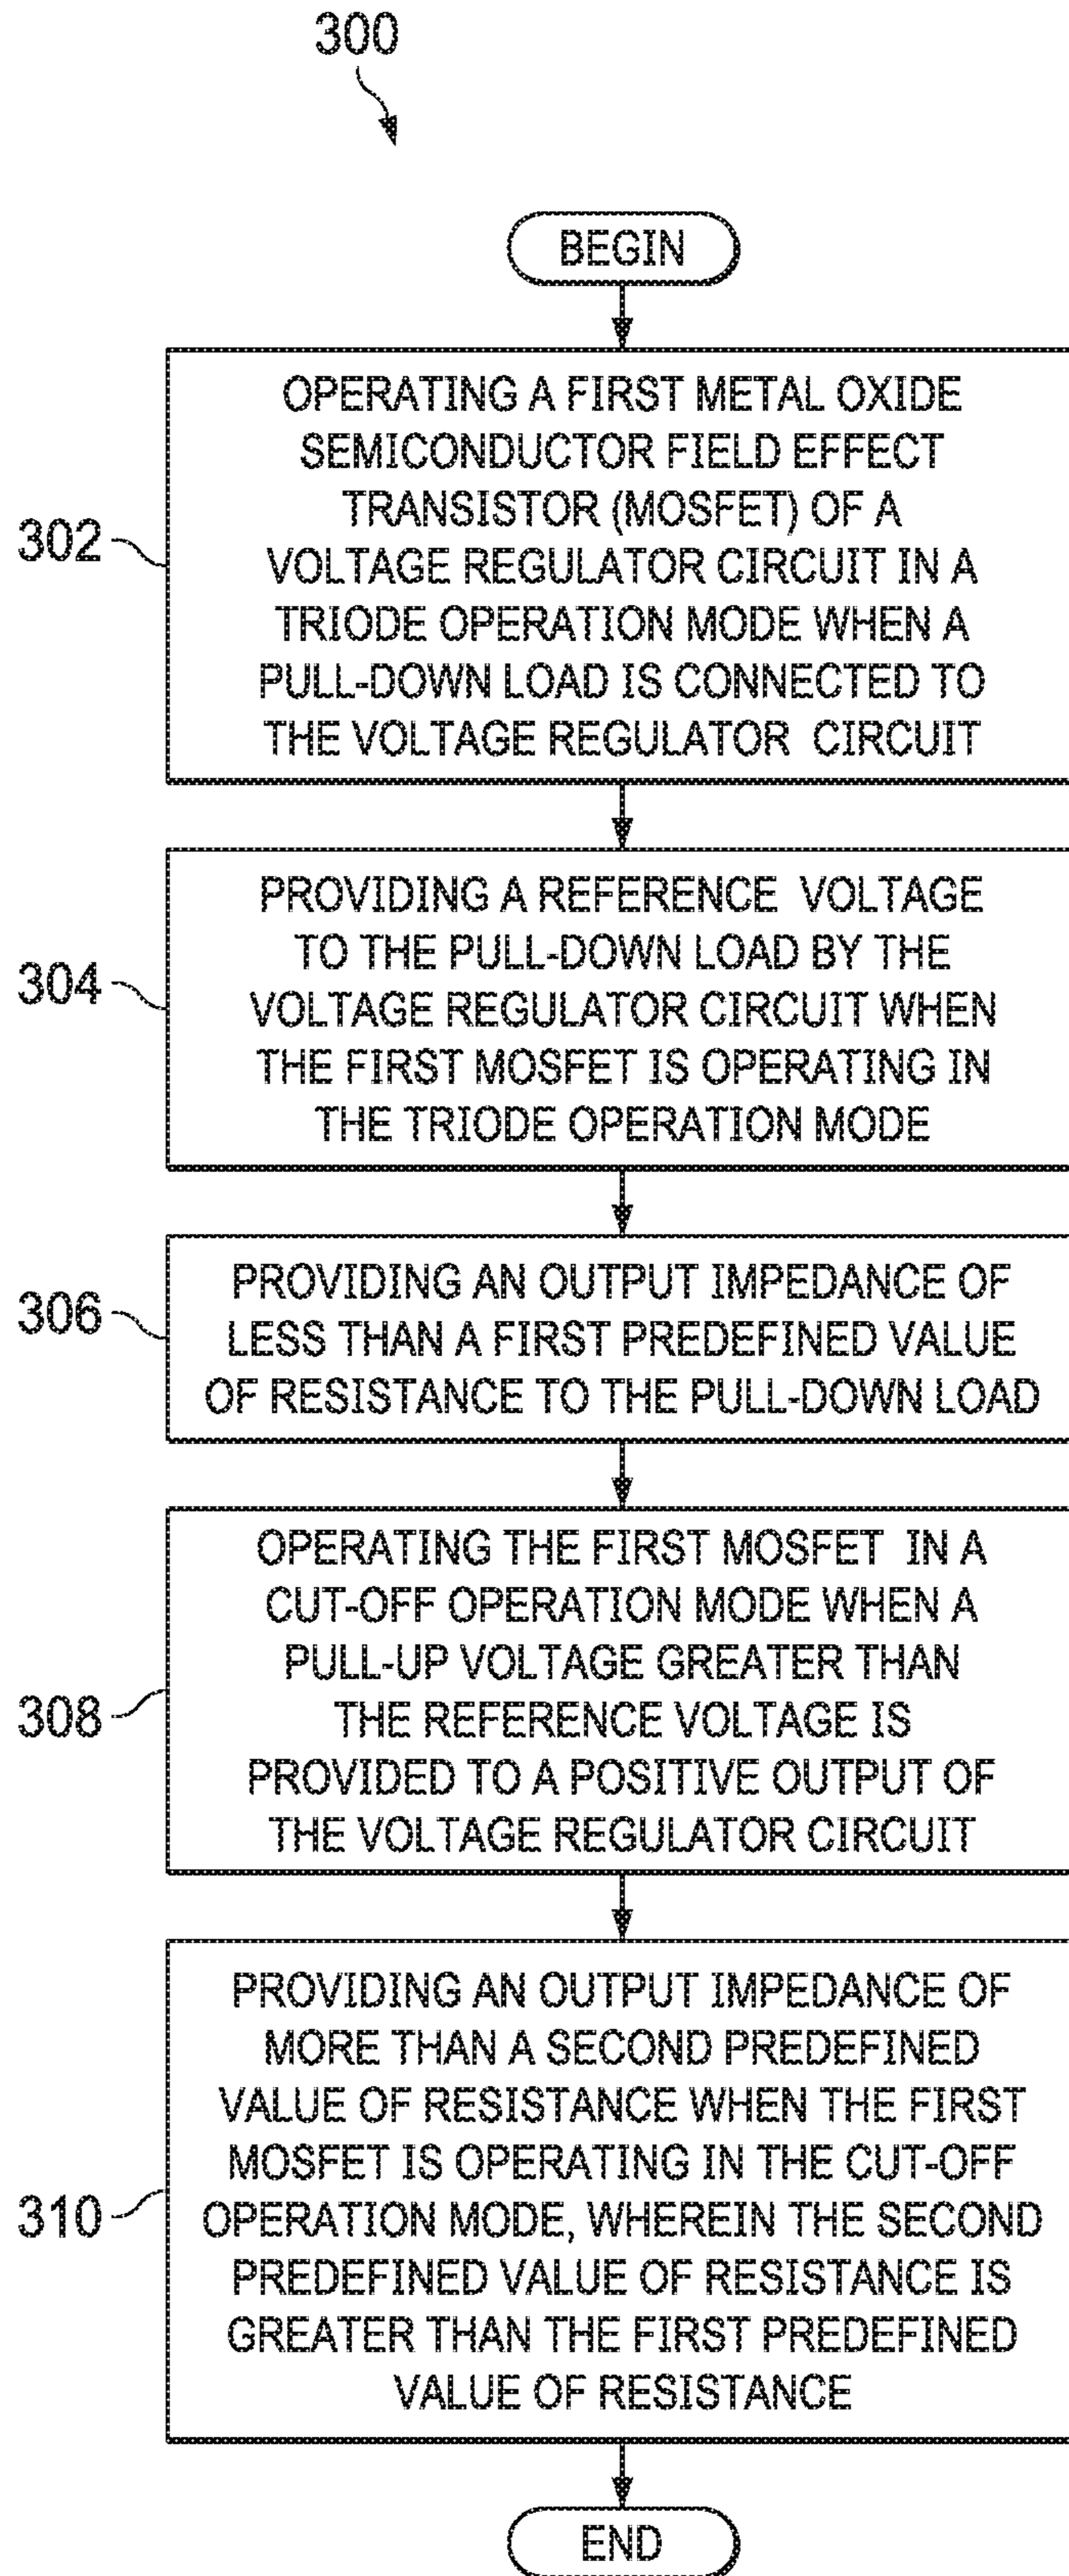 300
BEGIN
302
OPERATING A FIRST METAL OXIDE
SEMICONDUCTOR FIELD EFFECT
TRANSISTOR (MOSFET) OF A
VOLTAGE REGULATOR CIRCUIT IN A
TRIODE OPERATION MODE WHEN A
PULL-DOWN LOAD IS CONNECTED TO
THE VOLTAGE REGULATOR CIRCUIT
304
PROVIDING A REFERENCE VOLTAGE
TO THE PULL-DOWN LOAD BY THE
VOLTAGE REGULATOR CIRCUIT WHEN
THE FIRST MOSFET IS OPERATING IN
THE TRIODE OPERATION MODE
306
PROVIDING AN OUTPUT IMPEDANCE OF
LESS THAN A FIRST PREDEFINED VALUE
OF RESISTANCE TO THE PULL-DOWN LOAD
308
OPERATING THE FIRST MOSFET IN A
CUT-OFF OPERATION MODE WHEN A
PULL-UP VOLTAGE GREATER THAN
THE REFERENCE VOLTAGE IS
PROVIDED TO A POSITIVE OUTPUT OF
THE VOLTAGE REGULATOR CIRCUIT
310
PROVIDING AN OUTPUT IMPEDANCE OF
MORE THAN A SECOND PREDEFINED
VALUE OF RESISTANCE WHEN THE FIRST
MOSFET IS OPERATING IN THE CUT-OFF
OPERATION MODE, WHEREIN THE SECOND
PREDEFINED VALUE OF RESISTANCE IS
GREATER THAN THE FIRST PREDEFINED
VALUE OF RESISTANCE
END